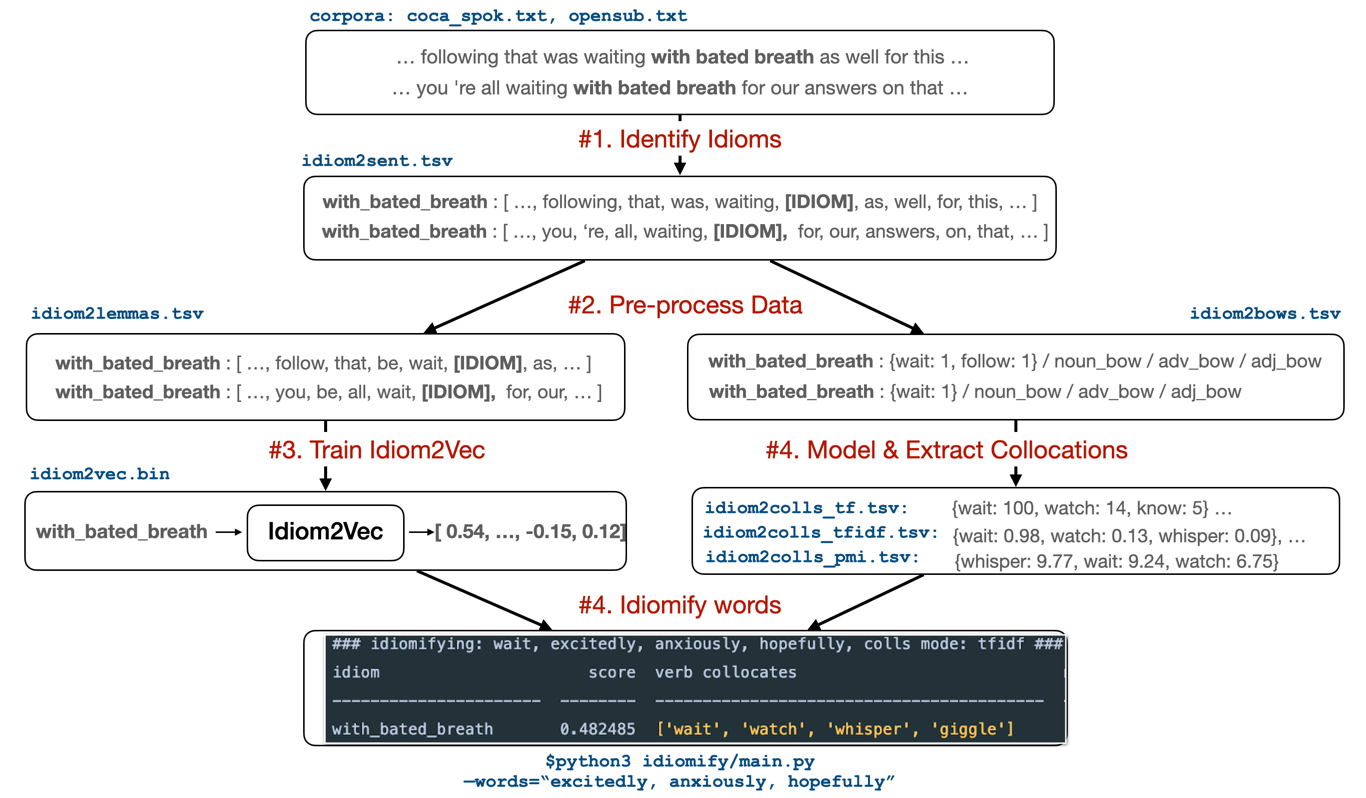 corpora: coca_spok.txt, opensub.txt
… following that was waiting with bated breath as well for this …
… you 're all waiting with bated breath for our answers on that …
#1. Identify Idioms
idiom2sent.tsv
with_bated_breath : [ …, following, that, was, waiting, [IDIOM], as, well, for, this, … ]
with_bated_breath : [ …, you, ‘re, all, waiting, [IDIOM], for, our, answers, on, that, … ]
#2. Pre-process Data
idiom2lemmas.tsv
with_bated_breath : [ …, follow, that, be, wait, [IDIOM], as, … ]
with_bated_breath : [ …, you, be, all, wait, [IDIOM], for, our, … ]
idiom2bows.tsv
with_bated_breath : {wait: 1, follow: 1} / noun_bow / adv_bow / adj_bow
with_bated_breath : {wait: 1} / noun_bow / adv_bow / adj_bow
#3. Train Idiom2Vec
idiom2vec.bin
with_bated_breath
Idiom2Vec
[ 0.54, …, -0.15, 0.12]
#4. Model & Extract Collocations
idiom2colls_tf.tsv: {wait: 100, watch: 14, know: 5} …
idiom2colls_tfidf.tsv: {wait: 0.98, watch: 0.13, whisper: 0.09}, …
idiom2colls_pmi.tsv: {whisper: 9.77, wait: 9.24, watch: 6.75}
#4. Idiomify words
### idiomifying: wait, excitedly, anxiously, hopefully, colls mode: tfidf ###
idiom score verb collocates
---------------------- -------- -----------------------------------------
with_bated_breath 0.482485 ['wait', 'watch', 'whisper', 'giggle']
$python3 idiomify/main.py
—words=“excitedly, anxiously, hopefully”